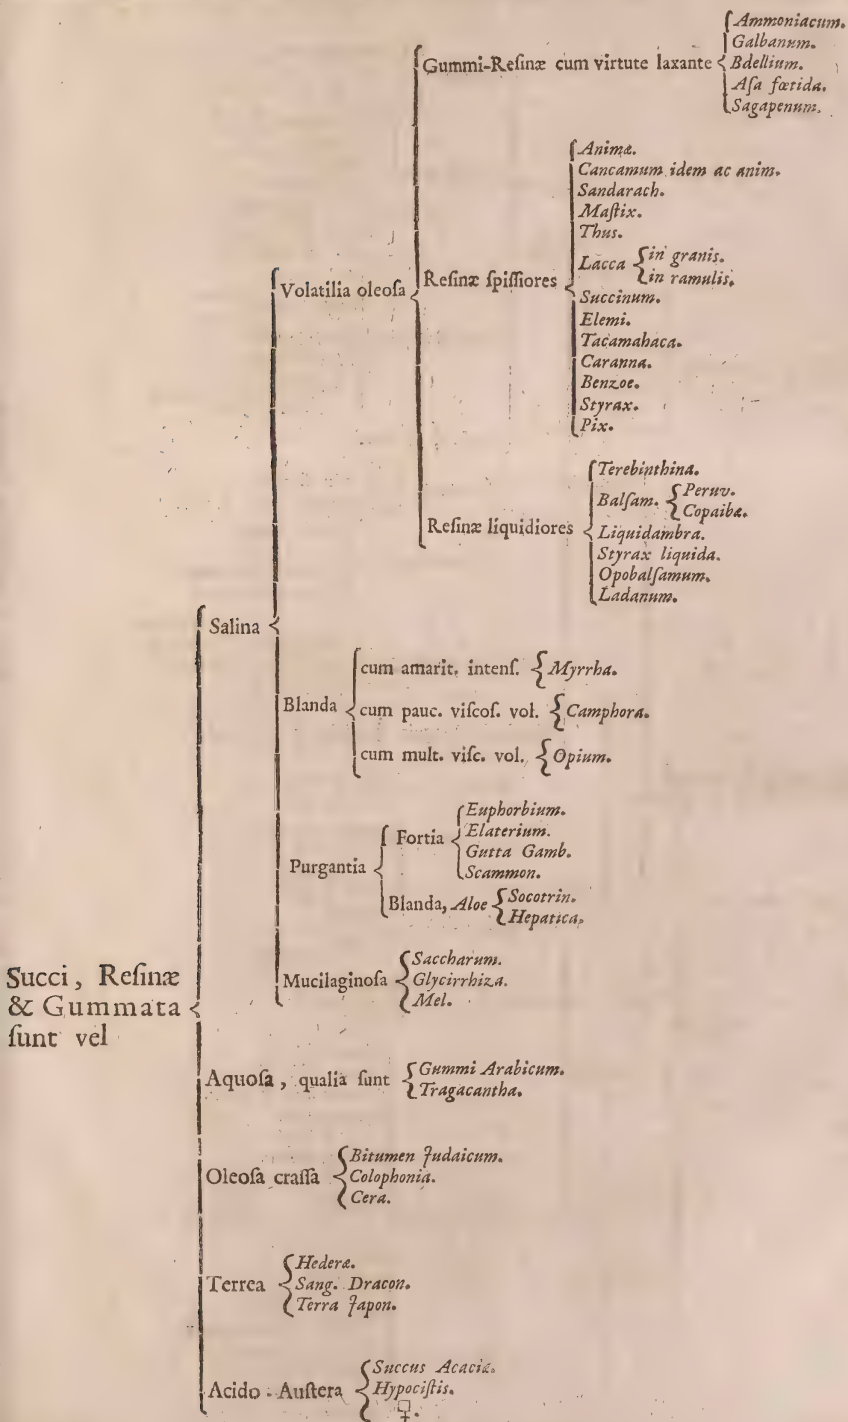 Succi, Reſinæ
& Gummata
ſunt vel
Salina
Volatilia oleoſa
Gummi-Reſinæ cum virtute laxante
Ammoniacum.
Galbanum.
Bdellium.
Aſa fœtida.
Sagapenum.
Reſinæ ſpiſſiores
Animæ.
Cancamum idem ac anim.
Sandarach.
Maſtix.
Thus.
Lacca
in granis.
in ramulis.
Succinum.
Elemi.
Tacamahaca.
Caranna.
Benzoe.
Styrax.
Pix.
Reſinæ liquidiores
Terebinthina.
Balſam.
Peruv.
Copaibæ.
Liquidambra.
Styrax liquida.
Opobalſamum.
Ladanum.
Blanda
cum amarit. intenſ.
Myrrha.
cum pauc. viſcoſ. vol.
Camphora.
cum mult. viſc. vol.
Opium.
Purgantia
Fortia
Euphorbium.
Elaterium.
Gutta Gamb.
Scammon.
Blanda, Aloe
Socotrin.
Hepatica.
Mucilaginoſa
Saccharum.
Glycirrhiza.
Mel.
Aquoſa, qualia ſunt
Gummi Arabicum.
Tragacantha.
Oleoſa craſſa
Bitumen Judaicum.
Colophonia.
Cera.
Terrea
Hederæ.
Sang. Dracon.
Terra Japon.
Acido-Auſtera
Succus Acaciæ.
Hypociſtis.